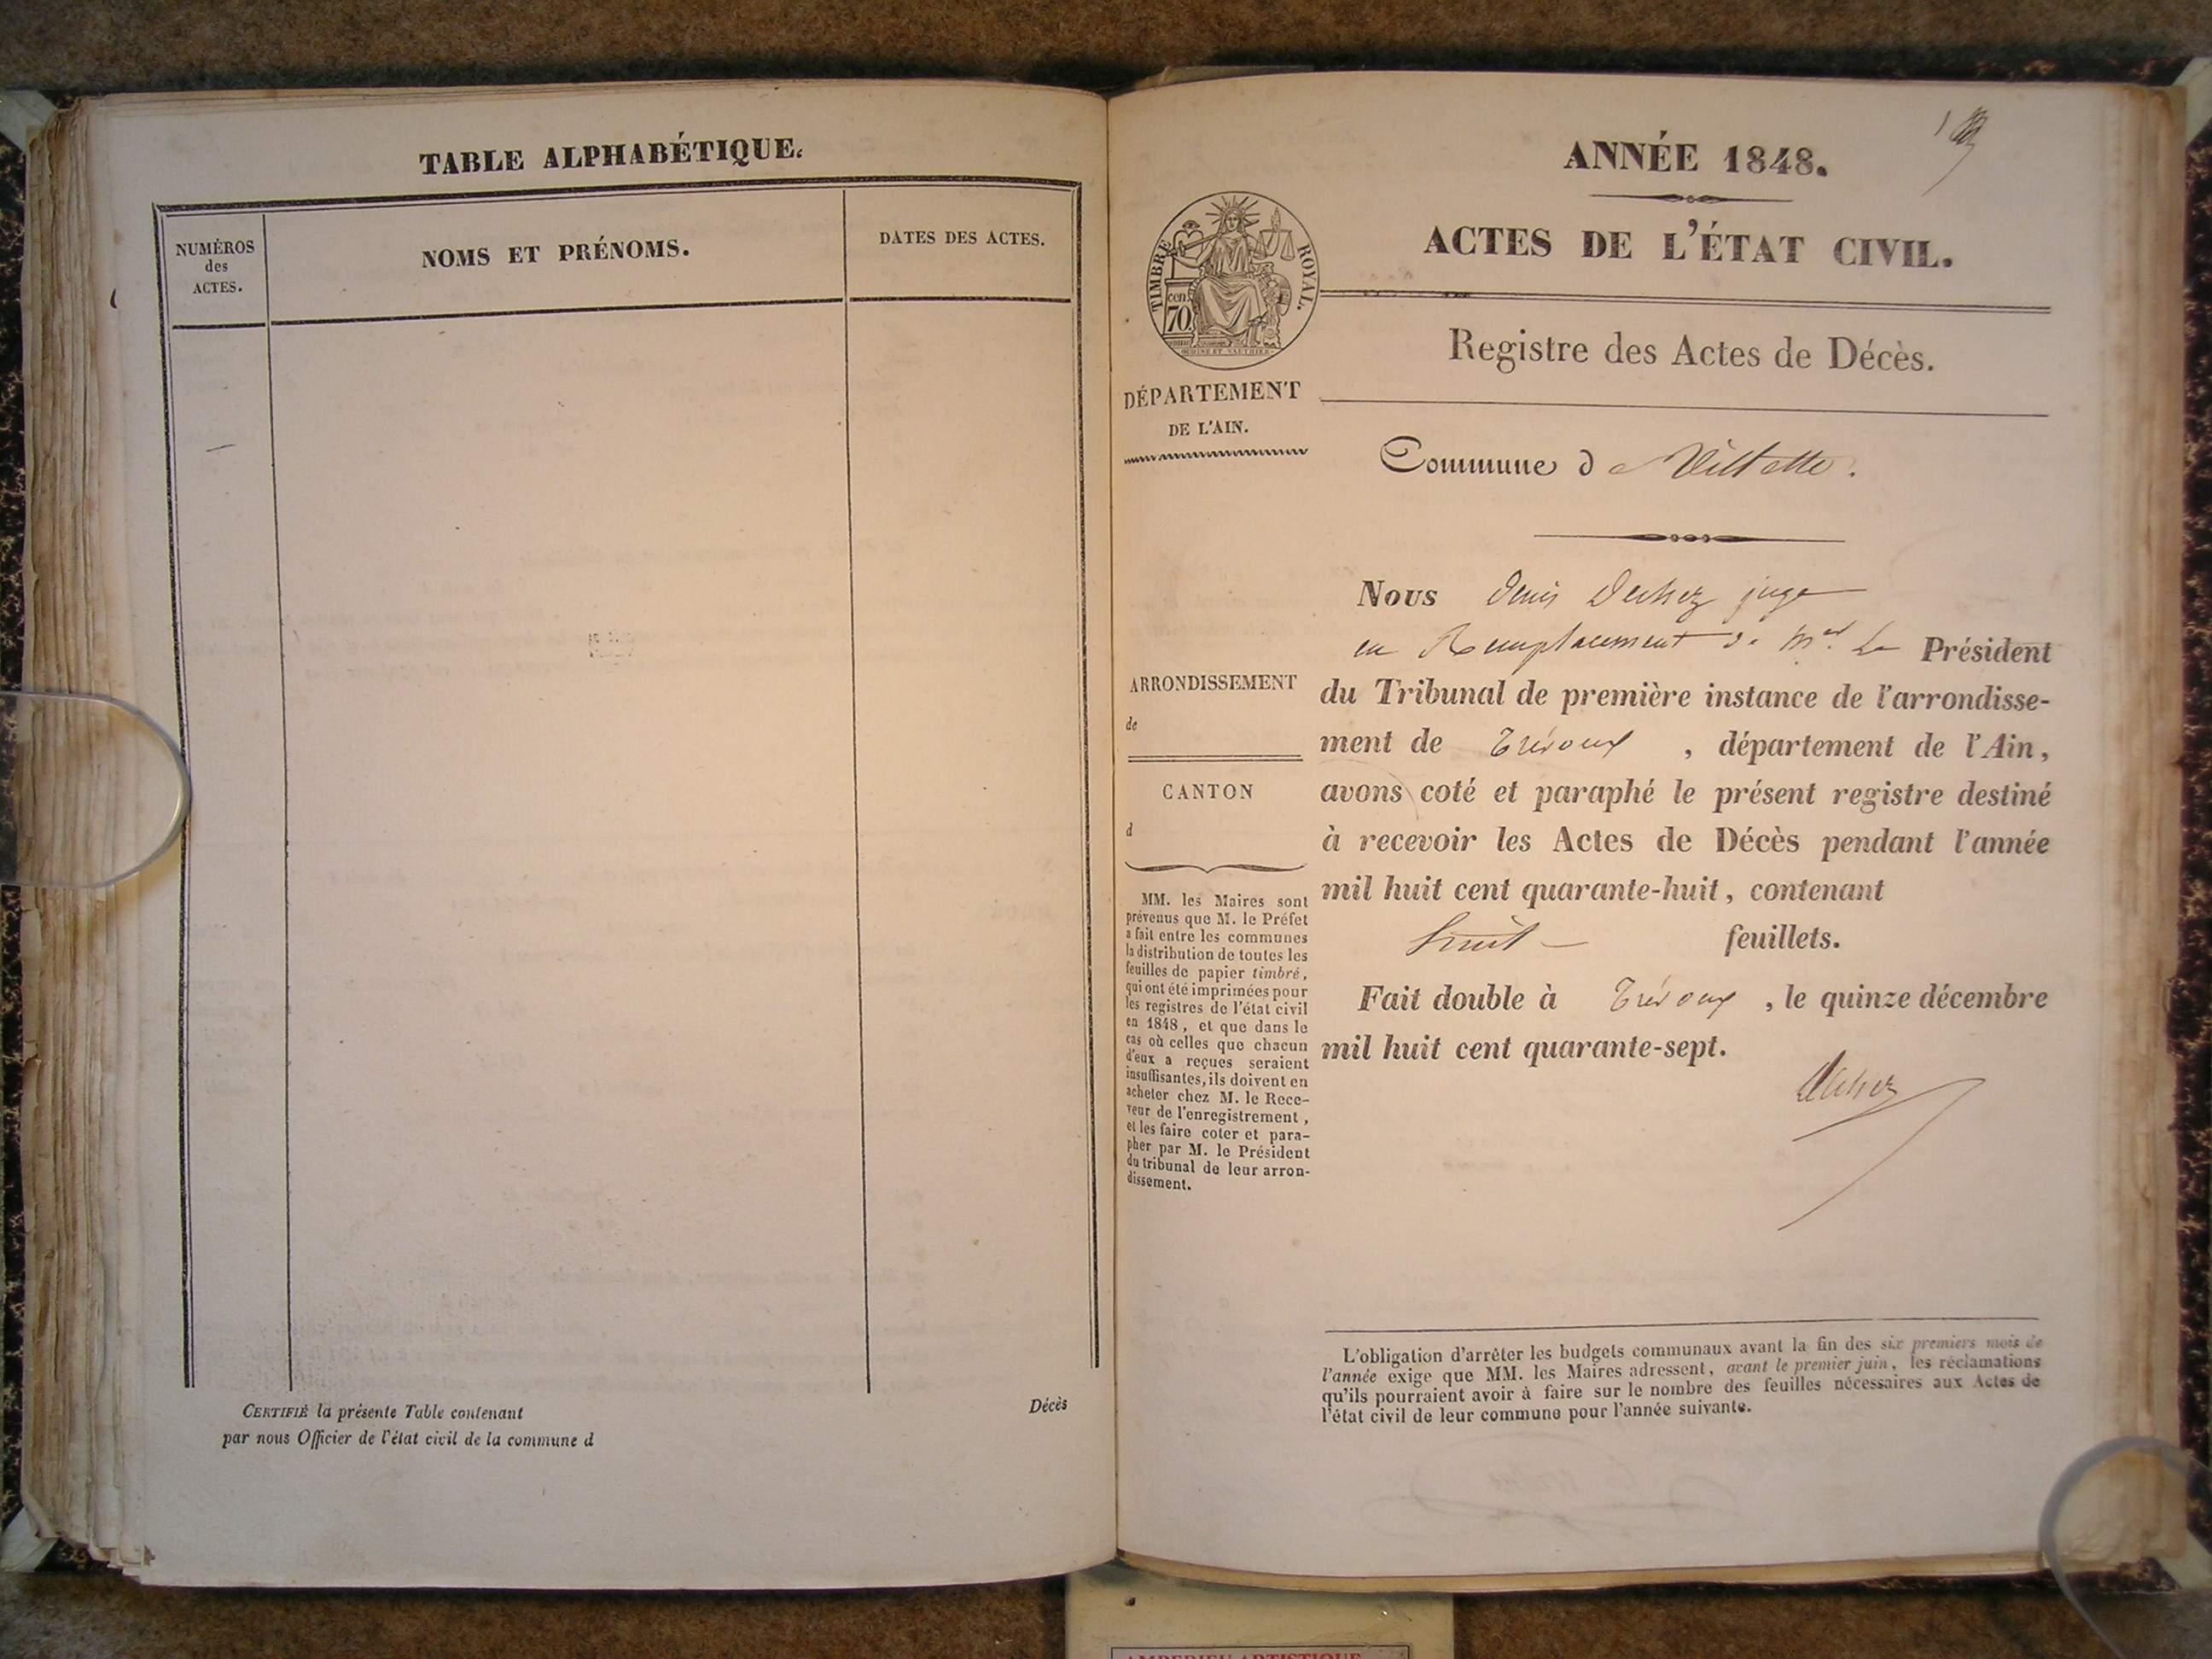 TABLE ALPHABÉTIQUE.
NUMÉROS
des
ACTES.
NOMS ET PRÉNOMS.
DATES DES ACTES.
CERTIFIÉ la présente Table contenant
Décès
par nous Officier de l'état civil de la commune d
1
ANNÉE 1848.
ACTES DE L'ÉTAT CIVIL.
TIMBRE ROYAL.
cen.
70
Registre des Actes de Décès.
DÉPARTEMENT
DE L'AIN.
Commune de Villette.
Nous Denis juge
en Remplacement de Mr. Le Président
du Tribunal de première instance de l'arrondisse-
ment de Trévoux, département de l'Ain,
avons coté et paraphé le présent registre destiné
à recevoir les Actes de Décès pendant l'année
mil huit cent quarante-huit, contenant
huit feuillets.
Fait double à Trévoux, le quinze décembre
mil huit cent quarante-sept.
ARRONDISSEMENT
de
CANTON
d
MM. les Maires sont
prévenus que M. le Préfet
a fait entre les communes
la distribution de toutes les
feuilles de papier timbré,
qui ont été imprimées pour
les registres de l'état civil
en 1848, et que dans le
cas où celles que chacun
d'eux a reçues seraient
insuffisantes, ils doivent en
acheter chez M. le Rece-
veur de l'enregistrement,
et les faire coter et para-
pher par M. le Président
du tribunal de leur arron-
dissement.
L'obligation d'arrêter les budgets communaux avant la fin des six premiers mois de
l'année exige que MM. les Maires adressent, avant le premier juin, les réclamations
qu'ils pourraient avoir à faire sur le nombre des feuilles nécessaires aux Actes de
l'état civil de leur commune pour l'année suivante.
AMBERIEU ARTISTIQUE